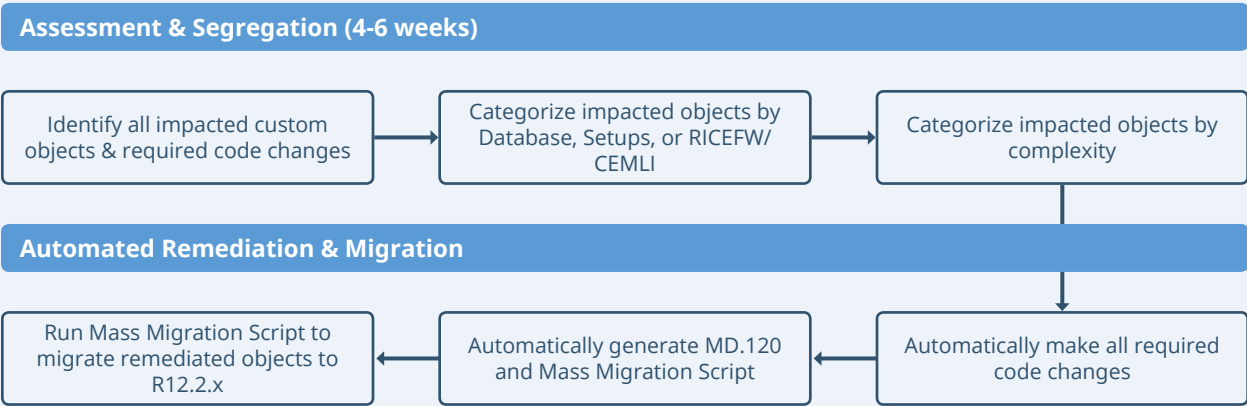 Assessment & Segregation (4-6 weeks)
Identify all impacted custom
objects & required code changes
Categorize impacted objects by
Database, Setups, or RICEFW/
CEMLI
Categorize impacted objects by
complexity
Automated Remediation & Migration
Run Mass Migration Script to
migrate remediated objects to
R12.2.x
Automatically generate MD.120
and Mass Migration Script
Automatically make all required
code changes